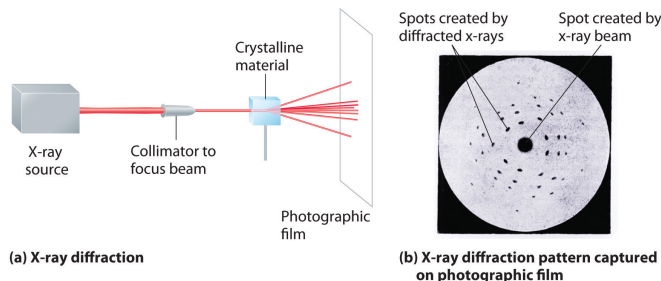 Crystalline
material
X-ray
source
Collimator to
focus beam
Photographic
film
(a) X-ray diffraction
Spots created by
diffracted x-rays
Spot created by
x-ray beam
(b) X-ray diffraction pattern captured
on photographic film